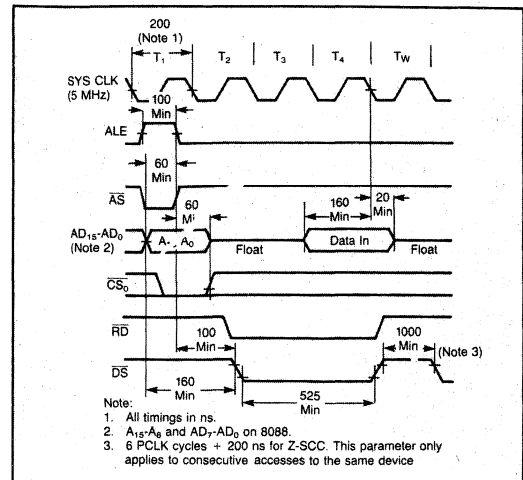 200
(Note 1)
T1 T2 T3 T4 TW
SYS CLK
(5 MHz)
100
Min
ALE
60
Min
AS
60
Mi
160
Min
20
Min
AD15-AD0
(Note 2)
A- A0
Float
Data In
Float
CS0
RD
100
Min
1000
Min
(Note 3)
DS
160
Min
525
Min
Note:
1. All timings in ns.
2. A15-A8 and AD7-AD0 on 8088.
3. 6 PCLK cycles + 200 ns for Z-SCC. This parameter only
applies to consecutive accesses to the same device